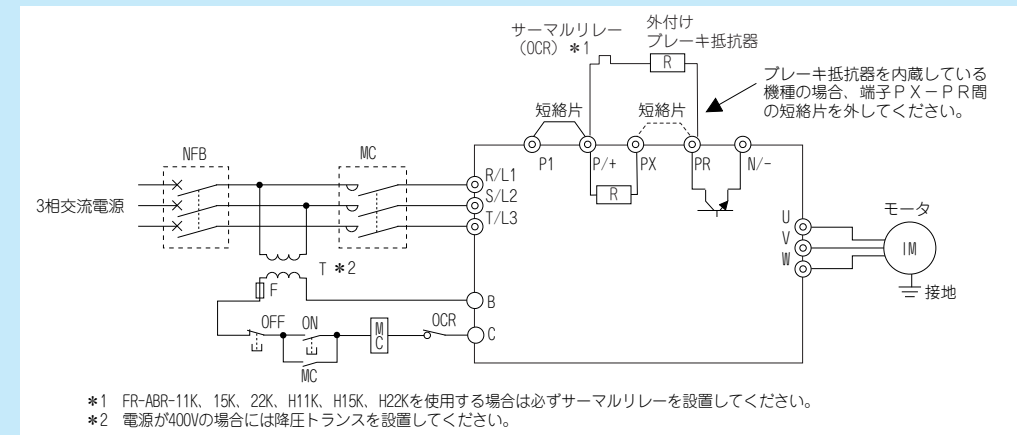 サーマルリレー
(OCR) *1
外付け
ブレーキ抵抗器
R
ブレーキ抵抗器を内蔵している
機種の場合、端子PX-PR間
の短絡片を外してください。
短絡片
短絡片
NFB
MC
P1
P/+
PX
PR
N/-
R
R/L1
S/L2
T/L3
3相交流電源
U
V
W
モータ
IM
接地
T *2
F
B
OFF
ON
MC
OCR
C
MC
*1 FR-ABR-11K、15K、22K、H11K、H15K、H22Kを使用する場合は必ずサーマルリレーを設置してください。
*2 電源が400Vの場合には降圧トランスを設置してください。